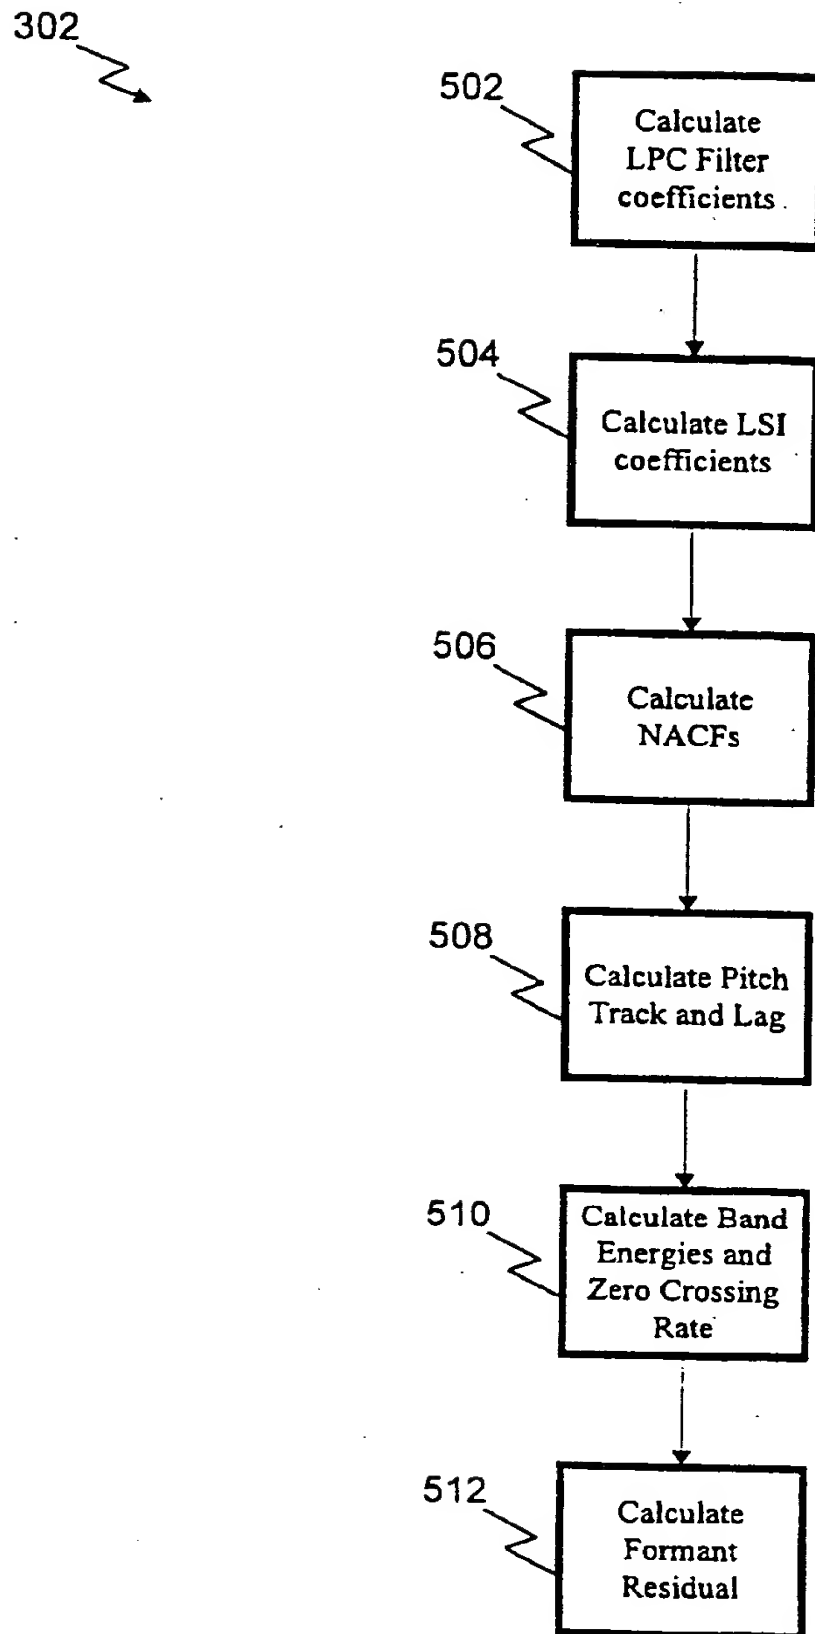 302
502
Calculate
LPC Filter
coefficients
504
Calculate LSI
coefficients
506
Calculate
NACFs
508
Calculate Pitch
Track and Lag
510
Calculate Band
Energies and
Zero Crossing
Rate
512
Calculate
Formant
Residual